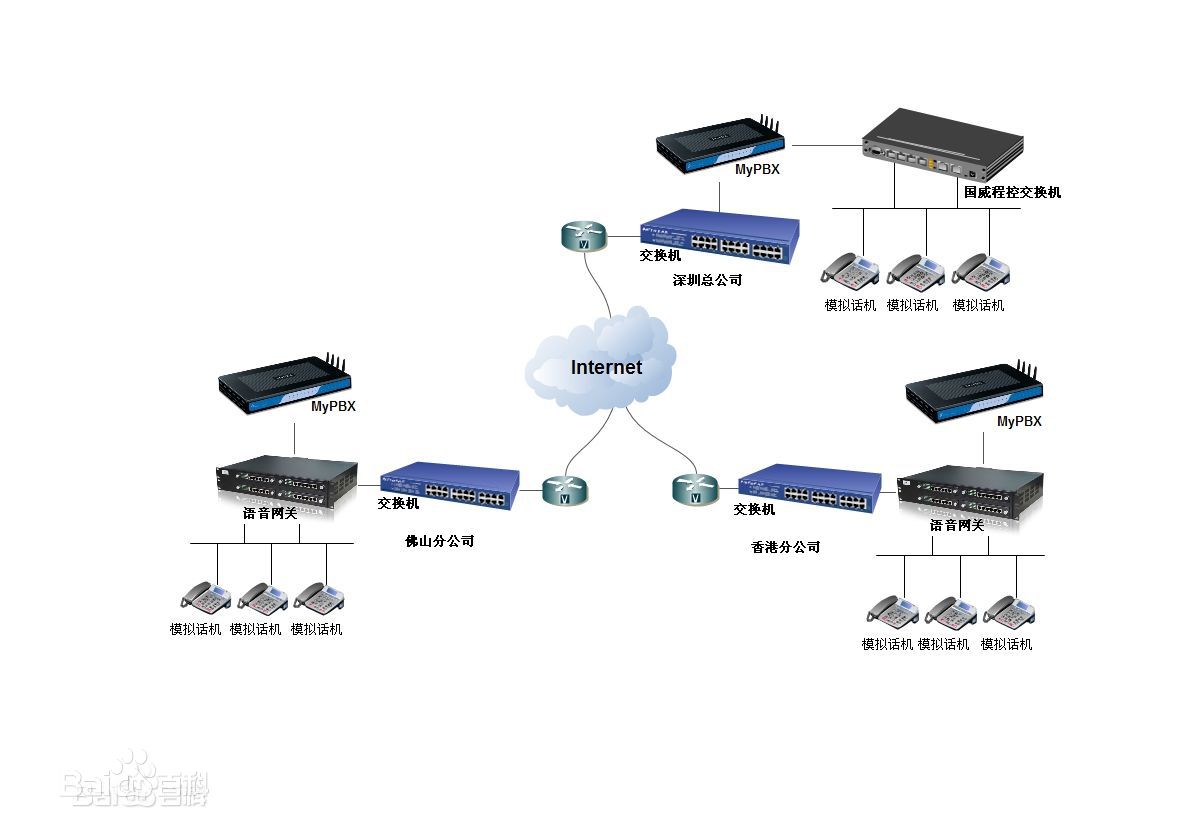 MyPBX
国威程控交换机
交换机
深圳总公司
模拟话机 模拟话机 模拟话机
Internet
MyPBX
MyPBX
语音网关
交换机
佛山分公司
模拟话机 模拟话机 模拟话机
交换机
香港分公司
语音网关
模拟话机 模拟话机 模拟话机
V
V
V
Baidu百科